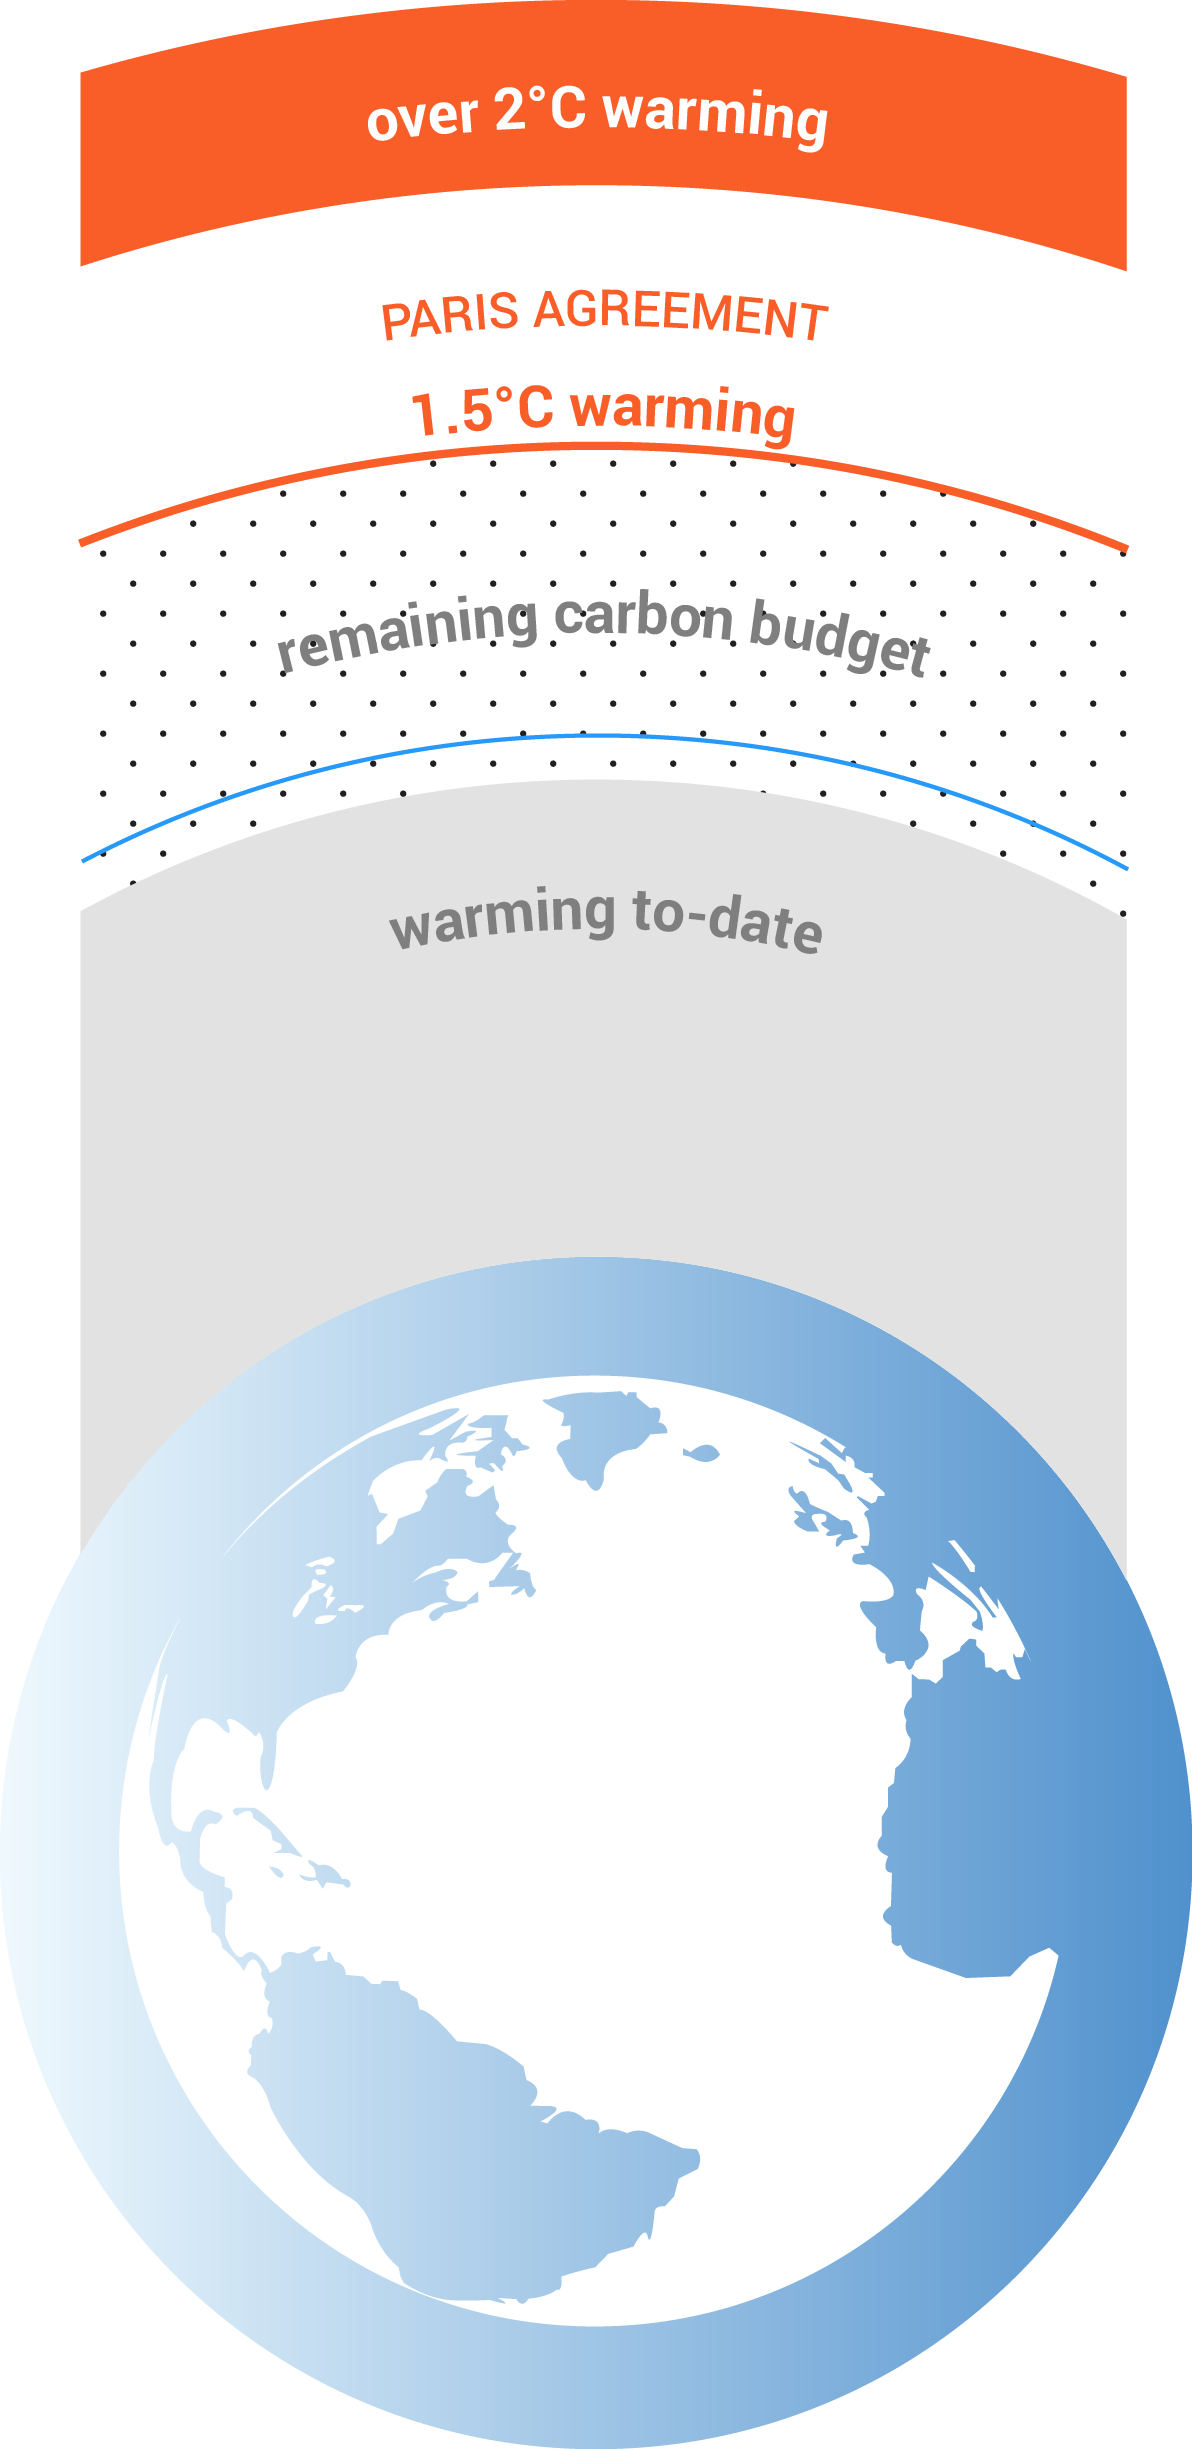 over 2°C warming
PARIS AGREEMENT
1.5°C warming
remaining carbon budget
warming to-date